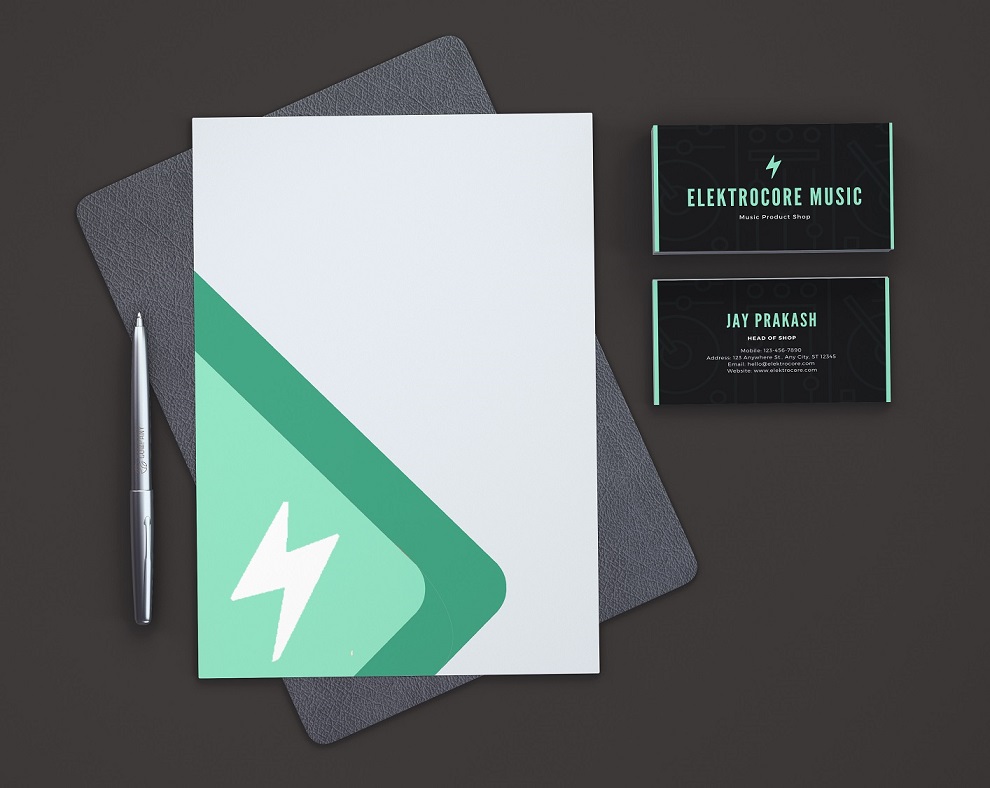 ELEKTROCORE MUSIC
Music Product Shop
JAY PRAKASH
HEAD OF SHOP
Mobile: 123-456-7890
Address: 123 Anywhere St., Any City, ST 12345
Email: hello@elektrocore.com
Website: www.elektrocore.com